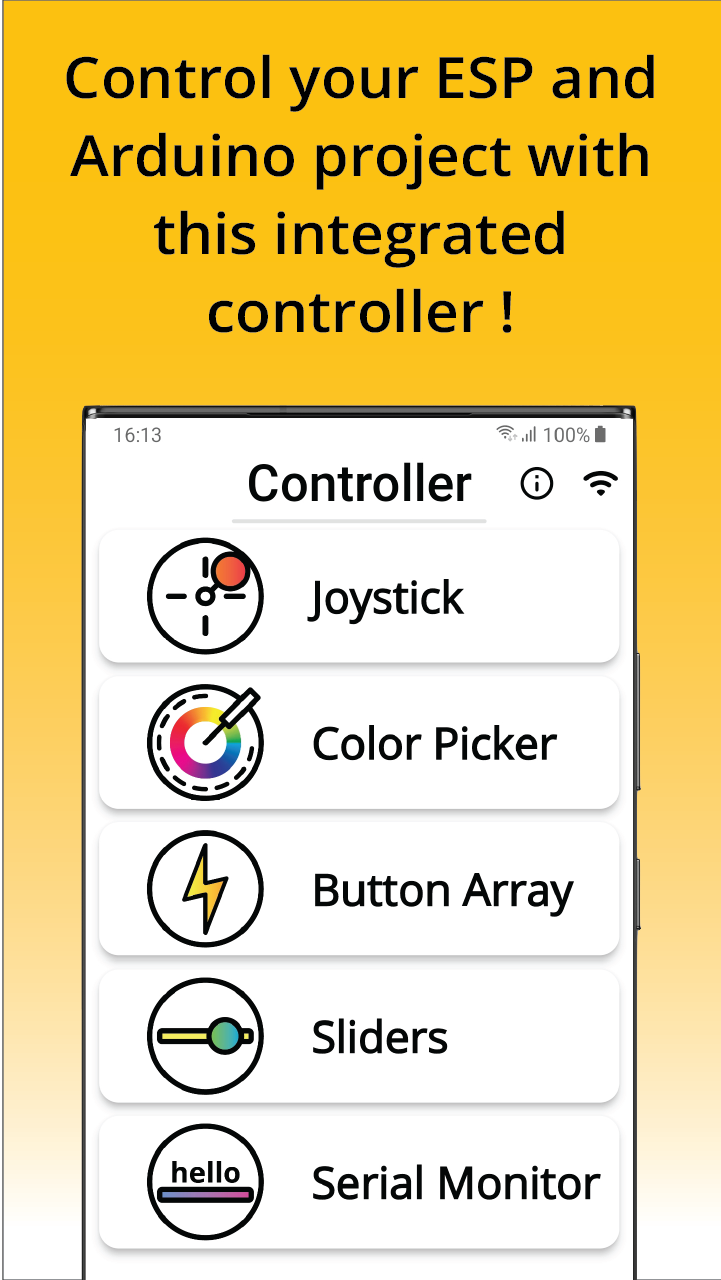 Control your ESP and
Arduino project with
this integrated
controller !
16:13 100%
Controller
Joystick
Color Picker
Button Array
Sliders
hello
Serial Monitor